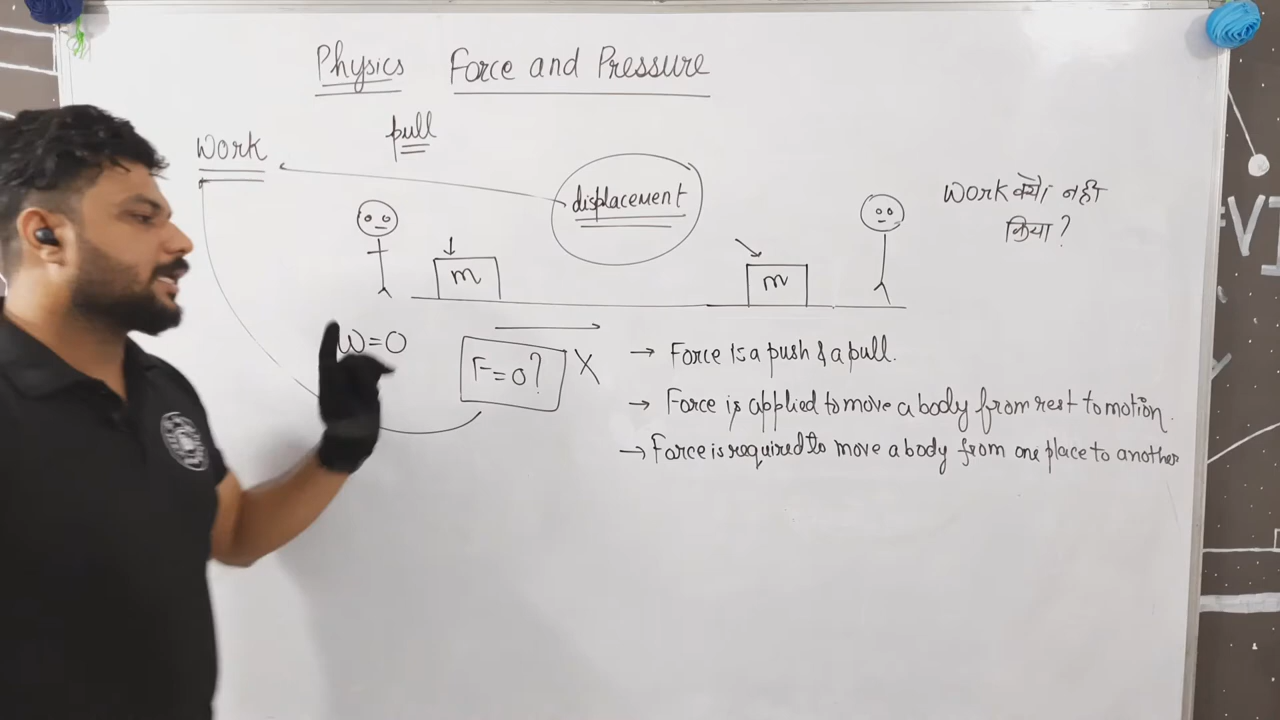 Physics Force and Pressure
pull
Work
displacement
Work क्यों नही
किया?
m
m
W=0
F=0? X
→ Force is a push & a pull.
→ Force is applied to move a body from rest to motion.
→ Force is required to move a body from one place to another